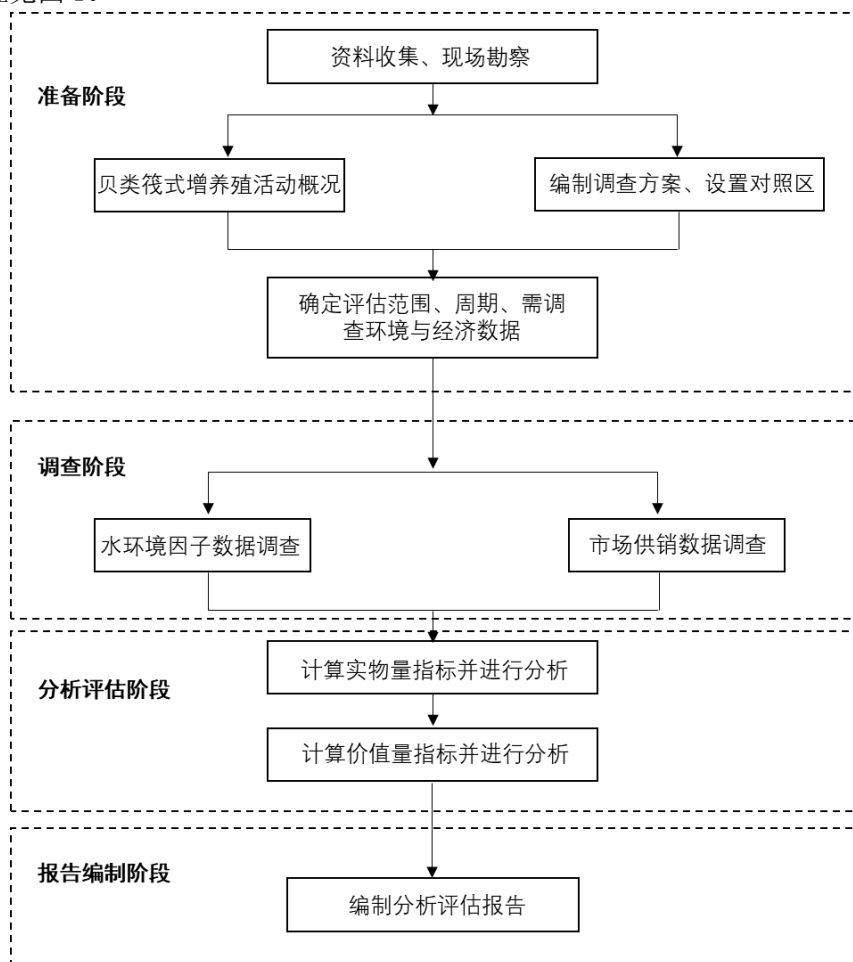 资料收集、现场勘察
准备阶段
贝类筏式增养殖活动概况
编制调查方案、设置对照区
确定评估范围、周期、需调
查环境与经济数据
调查阶段
水环境因子数据调查
市场供销数据调查
计算实物量指标并进行分析
分析评估阶段
计算价值量指标并进行分析
报告编制阶段
编制分析评估报告